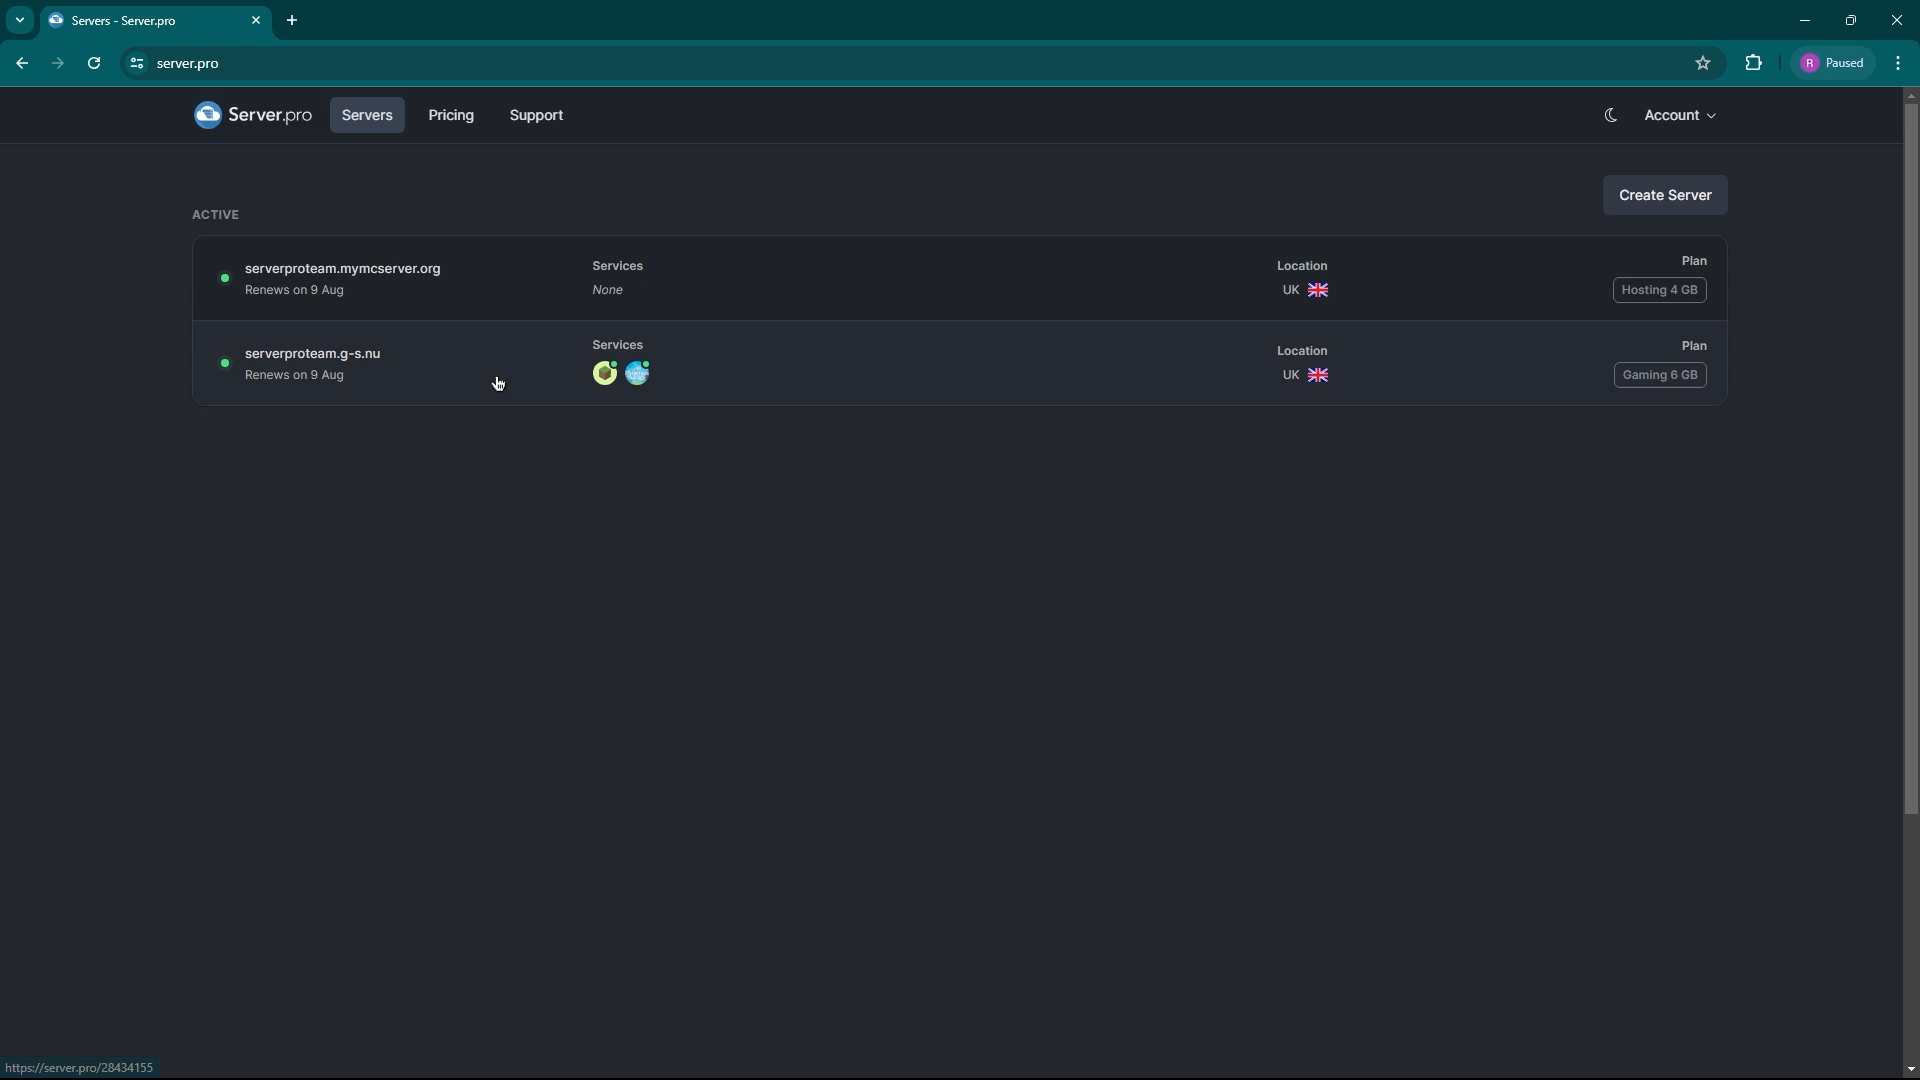 Servers - Server.pro
server.pro
R Paused
Server.pro Servers Pricing Support Account
Create Server
ACTIVE
serverproteam.mymcserver.org
Renews on 9 Aug
Services
None
Location
UK
Plan
Hosting 4 GB
serverproteam.g-s.nu
Renews on 9 Aug
Services
Location
UK
Plan
Gaming 6 GB
https://server.pro/28434155